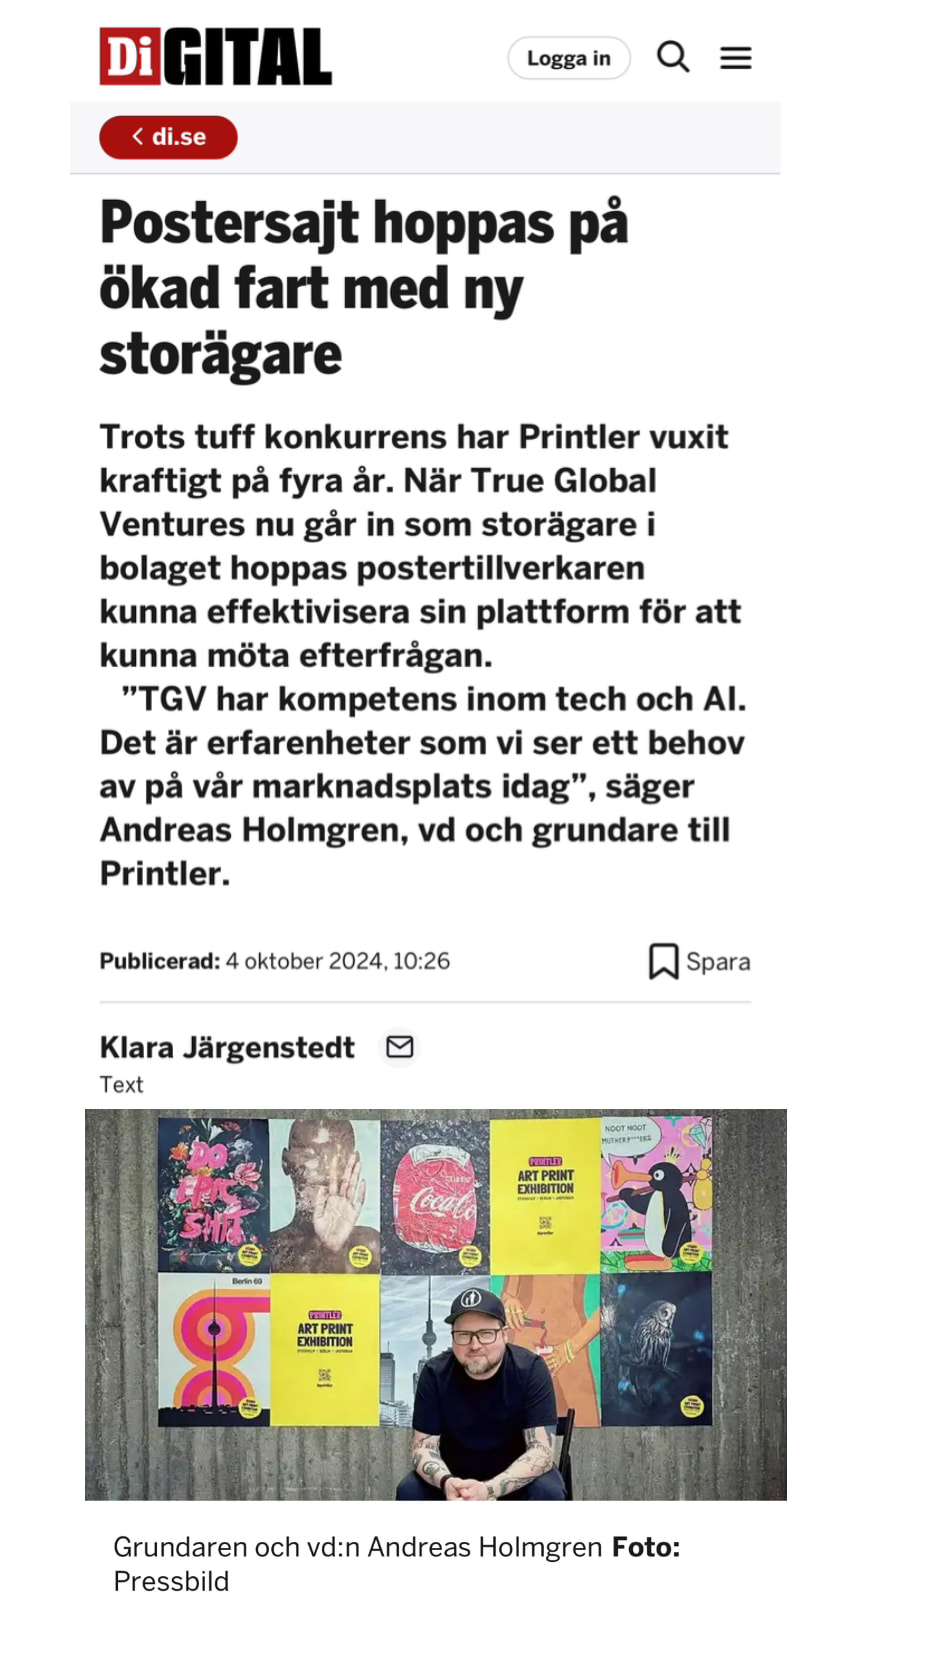 DiGITAL
Logga in
di.se
Postersajt hoppas på
ökad fart med ny
storägare
Trots tuff konkurrens har Printler vuxit
kraftigt på fyra år. När True Global
Ventures nu går in som storägare i
bolaget hoppas postertillverkaren
kunna effektivisera sin plattform för att
kunna möta efterfrågan.
”TGV har kompetens inom tech och AI.
Det är erfarenheter som vi ser ett behov
av på vår marknadsplats idag”, säger
Andreas Holmgren, vd och grundare till
Printler.
Publicerad: 4 oktober 2024, 10:26
Spara
Klara Järgenstedt
Text
DO
EPIC
SHIT
Coca
PRINTLER
ART PRINT
EXHIBITION
NOOT NOOT
MUTHERF***ERS
Berlin 69
PRINTLER
ART PRINT
EXHIBITION
Grundaren och vd:n Andreas Holmgren Foto:
Pressbild